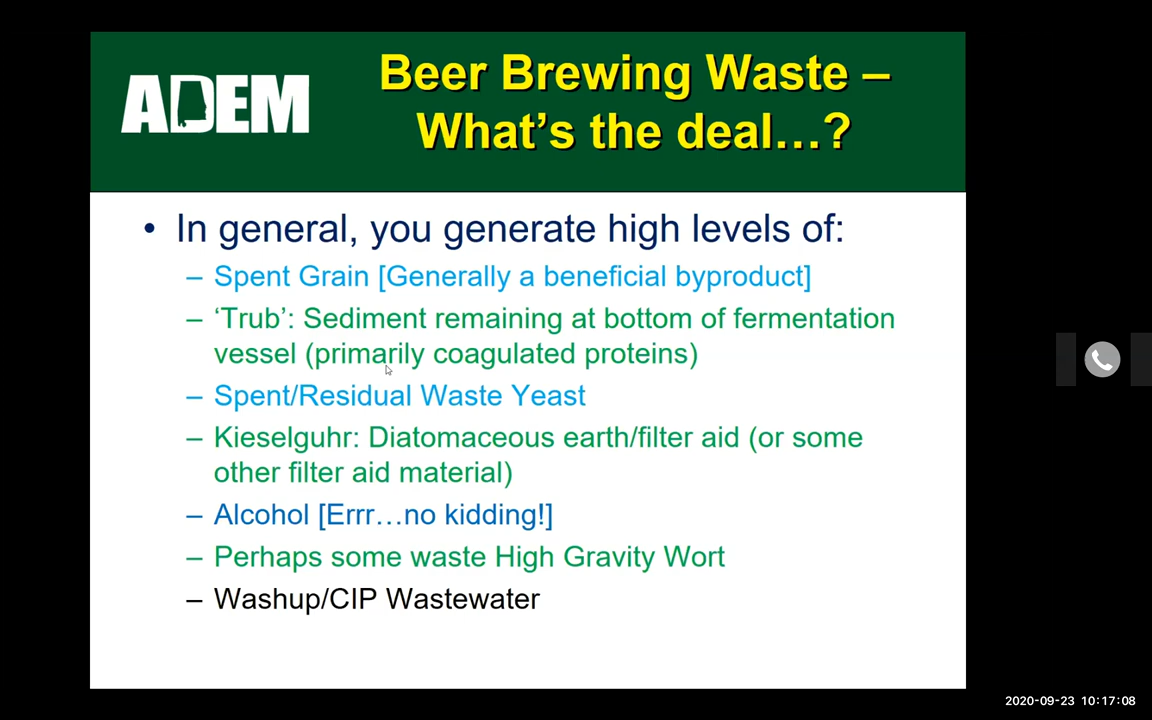 ADEM
Beer Brewing Waste –
What's the deal…?
• In general, you generate high levels of:
– Spent Grain [Generally a beneficial byproduct]
– ‘Trub’: Sediment remaining at bottom of fermentation
vessel (primarily coagulated proteins)
– Spent/Residual Waste Yeast
– Kieselguhr: Diatomaceous earth/filter aid (or some
other filter aid material)
– Alcohol [Errr…no kidding!]
– Perhaps some waste High Gravity Wort
– Washup/CIP Wastewater
2020-09-23 10:17:08